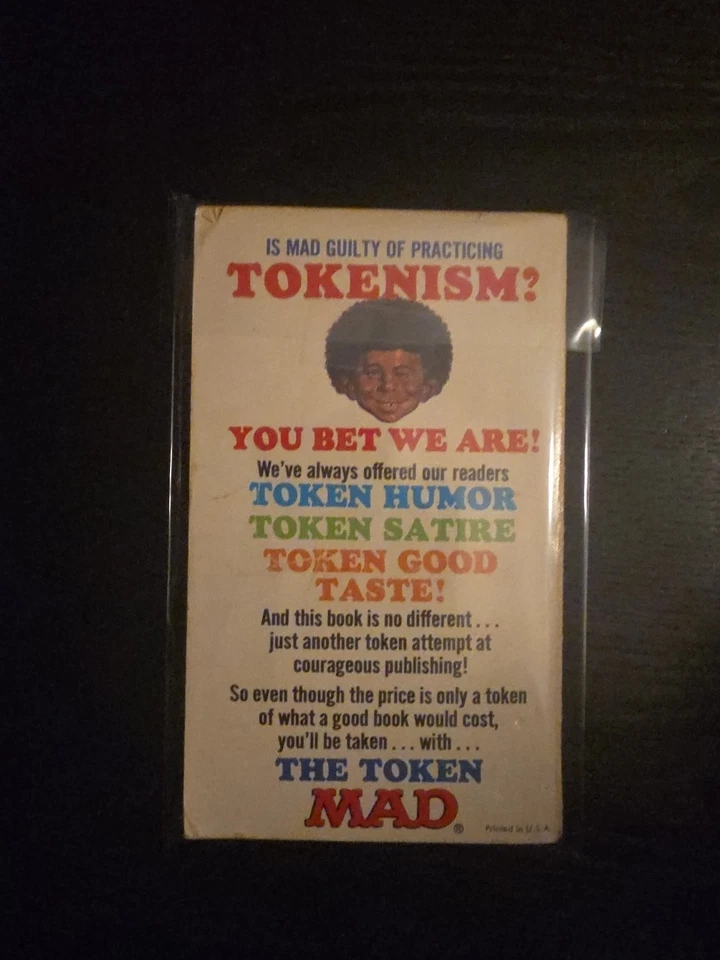 IS MAD GUILTY OF PRACTICING
TOKENISM?
YOU BET WE ARE!
We've always offered our readers
TOKEN HUMOR
TOKEN SATIRE
TOKEN GOOD
TASTE!
And this book is no different...
just another token attempt at
courageous publishing!
So even though the price is only a token
of what a good book would cost,
you'll be taken... with...
THE TOKEN
MAD®
Printed in U.S.A.